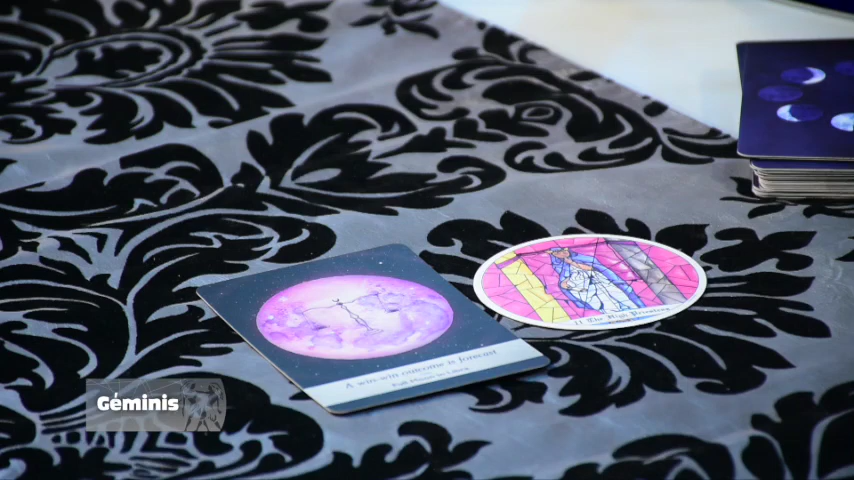 A win-win outcome is forecast
Full Moon in Libra
II The High Priestess
Géminis